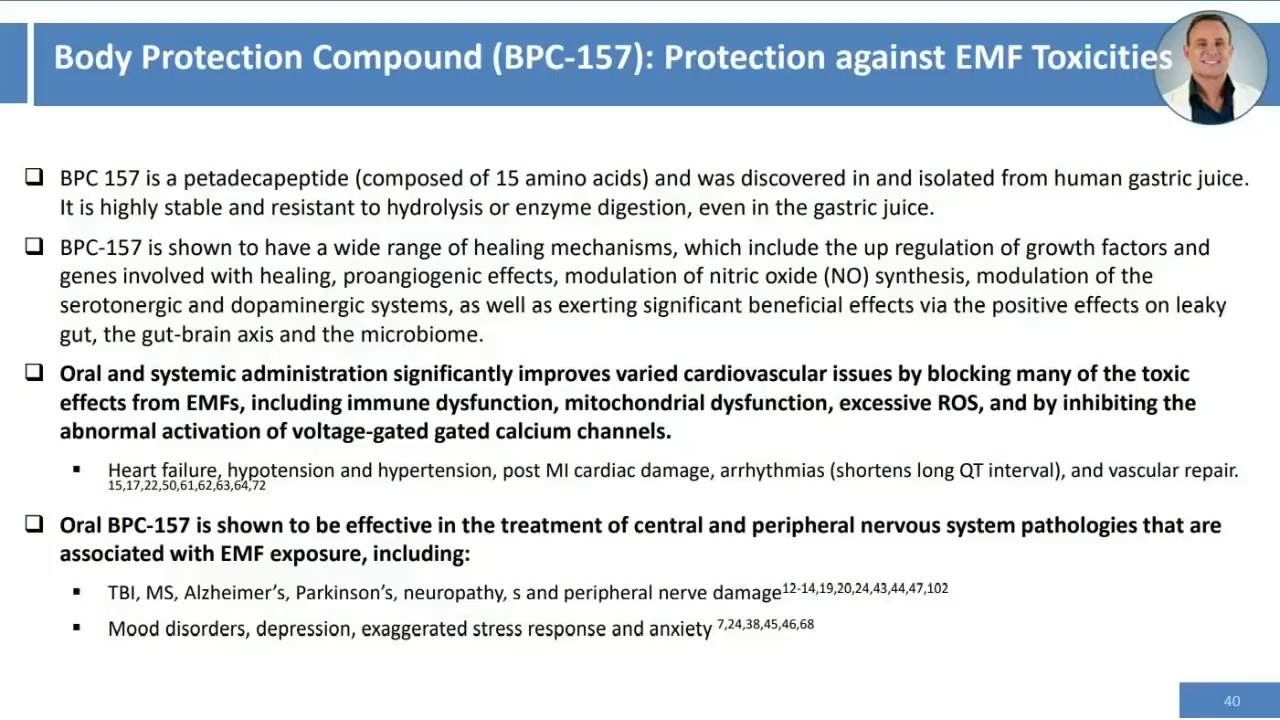 Body Protection Compound (BPC-157): Protection against EMF Toxicities
BPC 157 is a petadecapeptide (composed of 15 amino acids) and was discovered in and isolated from human gastric juice.
It is highly stable and resistant to hydrolysis or enzyme digestion, even in the gastric juice.
BPC-157 is shown to have a wide range of healing mechanisms, which include the up regulation of growth factors and
genes involved with healing, proangiogenic effects, modulation of nitric oxide (NO) synthesis, modulation of the
serotonergic and dopaminergic systems, as well as exerting significant beneficial effects via the positive effects on leaky
gut, the gut-brain axis and the microbiome.
Oral and systemic administration significantly improves varied cardiovascular issues by blocking many of the toxic
effects from EMFs, including immune dysfunction, mitochondrial dysfunction, excessive ROS, and by inhibiting the
abnormal activation of voltage-gated gated calcium channels.
Heart failure, hypotension and hypertension, post MI cardiac damage, arrhythmias (shortens long QT interval), and vascular repair.
15,17,22,50,61,62,63,64,72
Oral BPC-157 is shown to be effective in the treatment of central and peripheral nervous system pathologies that are
associated with EMF exposure, including:
TBI, MS, Alzheimer's, Parkinson's, neuropathy, s and peripheral nerve damage12-14,19,20,24,43,44,47,102
Mood disorders, depression, exaggerated stress response and anxiety 7,24,38,45,46,68
40